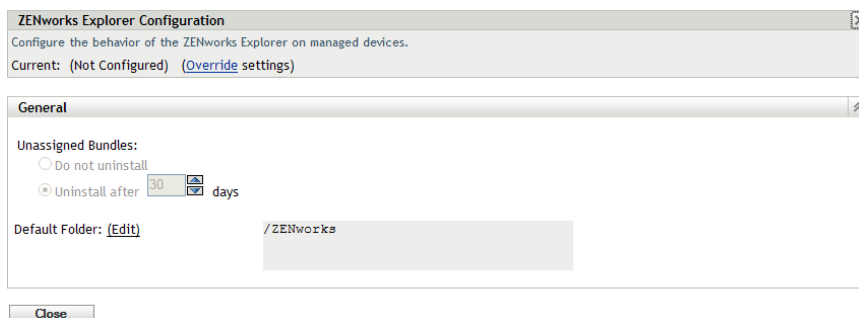 ZENworks Explorer Configuration
Configure the behavior of the ZENworks Explorer on managed devices.
Current: (Not Configured) (Override settings)
General
Unassigned Bundles:
Do not uninstall
Uninstall after 30 days
Default Folder: (Edit) /ZENworks
Close